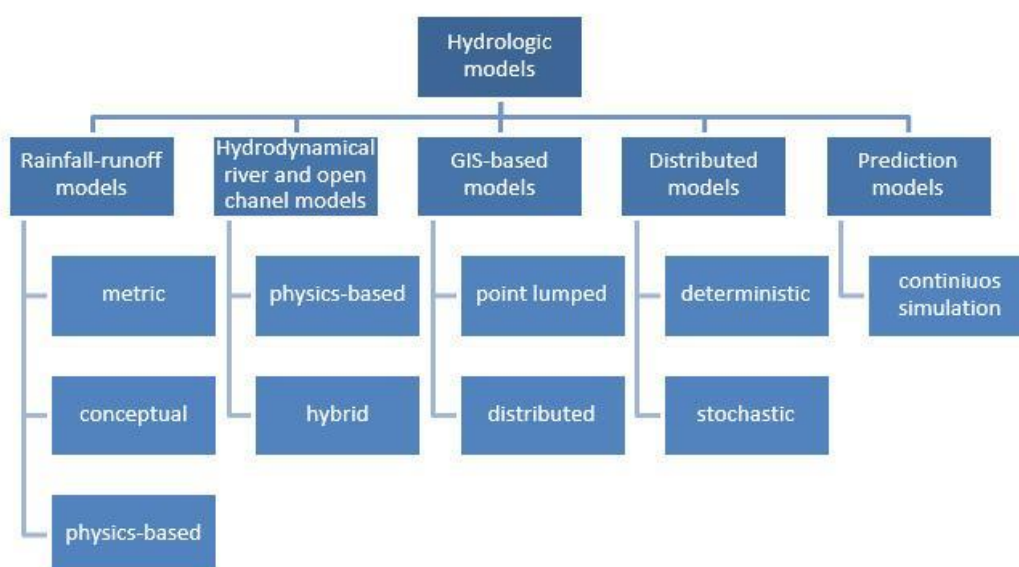 Hydrologic
models
Rainfall-runoff
models
Hydrodynamical
river and open
chanel models
GIS-based
models
Distributed
models
Prediction
models
metric
physics-based
point lumped
deterministic
continiuos
simulation
conceptual
hybrid
distributed
stochastic
physics-based